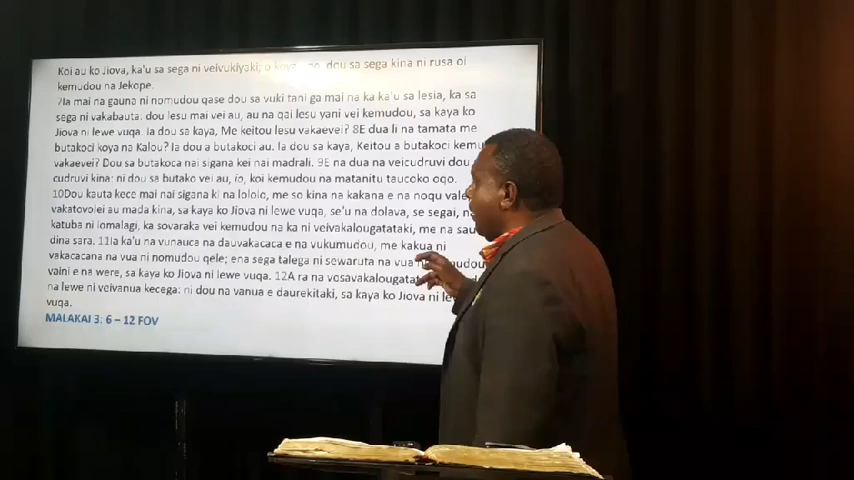 Koi au ko Jiova, ka'u sa sega ni veivukiyaki; dou sa sega kina ni rusa oi
kemudou na Jekope.
7Ia mai na gauna ni nomudou qase dou sa vuki tani ga mai na ka ka'u sa lesia, ka sa
sega ni vakabauta. dou lesu mai vei au, au na qai lesu yani vei kemudou, sa kaya ko
Jiova ni lewe vuqa. Ia dou sa kaya, Me keitou lesu vakaevei? 8E dua li na tamata me
butakoci koya na Kalou? Ia dou a butakoci au. Ia dou sa kaya, Keitou a butakoci kemu
vakaevei? Dou sa butakoca nai sigana kei nai madrali. 9E na dua na veicudruvi dou
cudruvi kina: ni dou sa butako vei au, io, koi kemudou na matanitu taucoko oqo.
10Dou kauta kece mai nai sigana ki na lololo, me so kina na kakana e na noqu
vakatovolei au mada kina, sa kaya ko Jiova ni lewe vuqa, se'u na dolava, se segai,
katuba ni lomalagi, ka sovaraka vei kemudou na ka ni veivakalougatataki, me na
dina sara. 11Ia ka'u na vunauca na dauvakacaca e na vukumudou, me kakua ni
vakacacana na vua ni nomudou qele; ena sega talega ni sewaruta na vua
vaini e na were, sa kaya ko Jiova ni lewe vuqa. 12A ra na
na lewe ni veivanua kecega: ni dou na vanua e daurekitaki, sa kaya ko Jiova ni
vuqa.
MALAKAI 3: 6 – 12 FOV